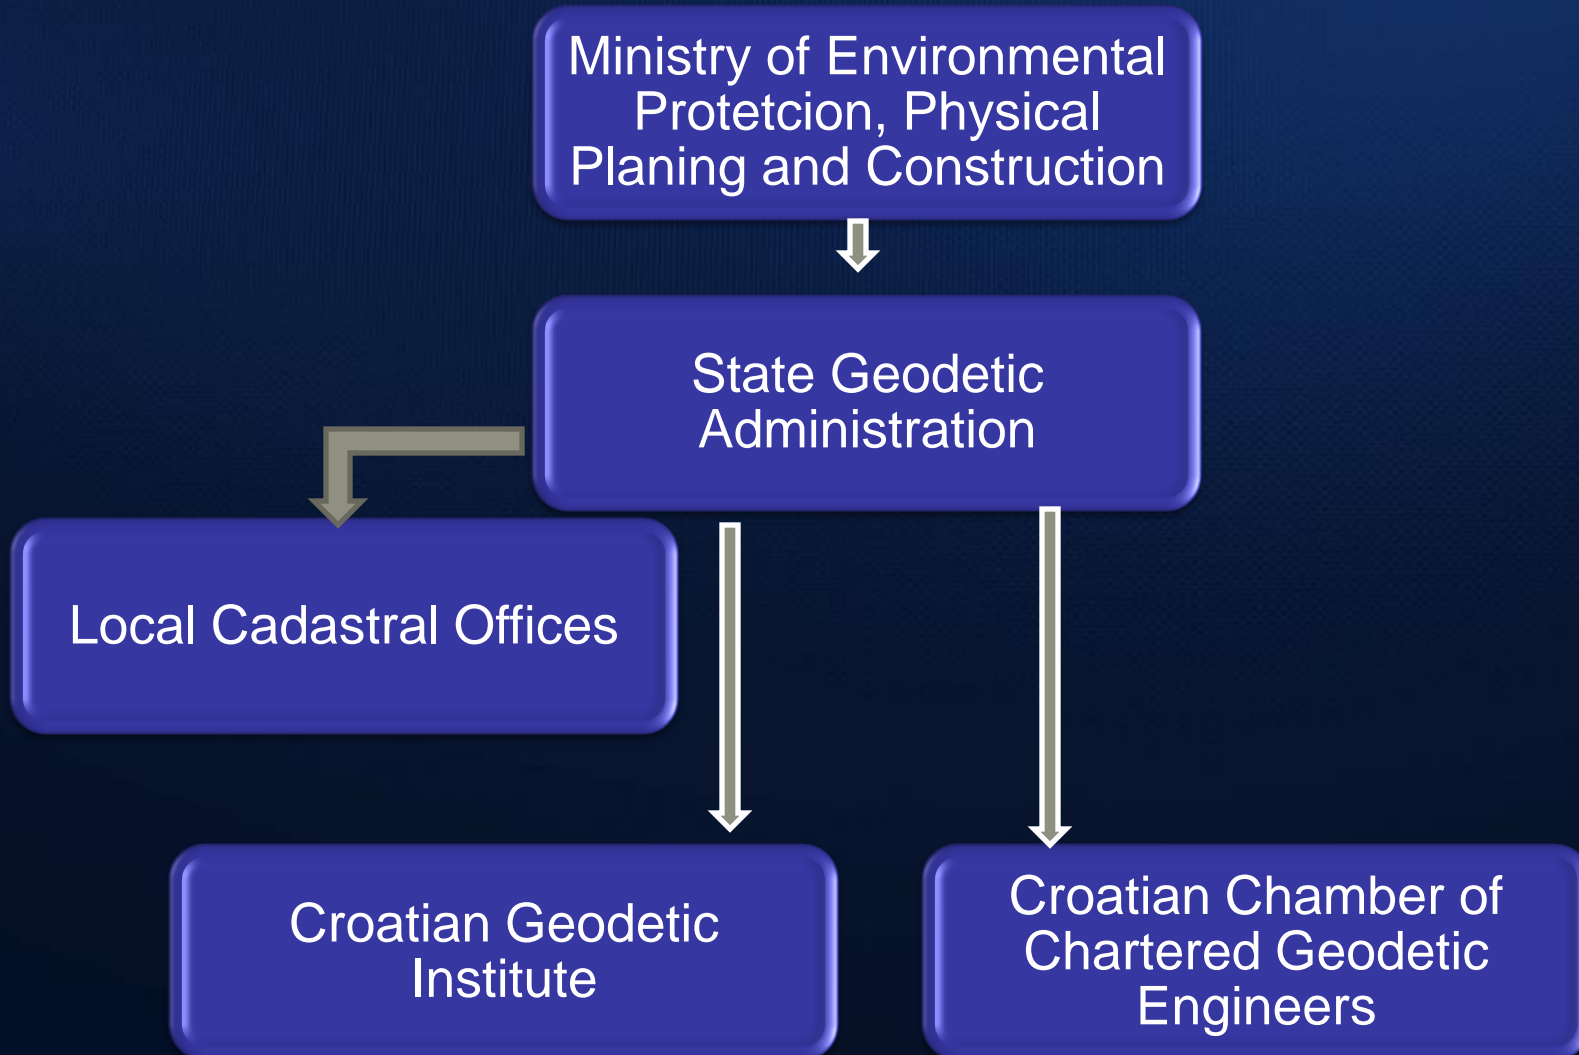 Ministry of Environmental
Protetcion, Physical
Planing and Construction
State Geodetic
Administration
Local Cadastral Offices
Croatian Geodetic
Institute
Croatian Chamber of
Chartered Geodetic
Engineers